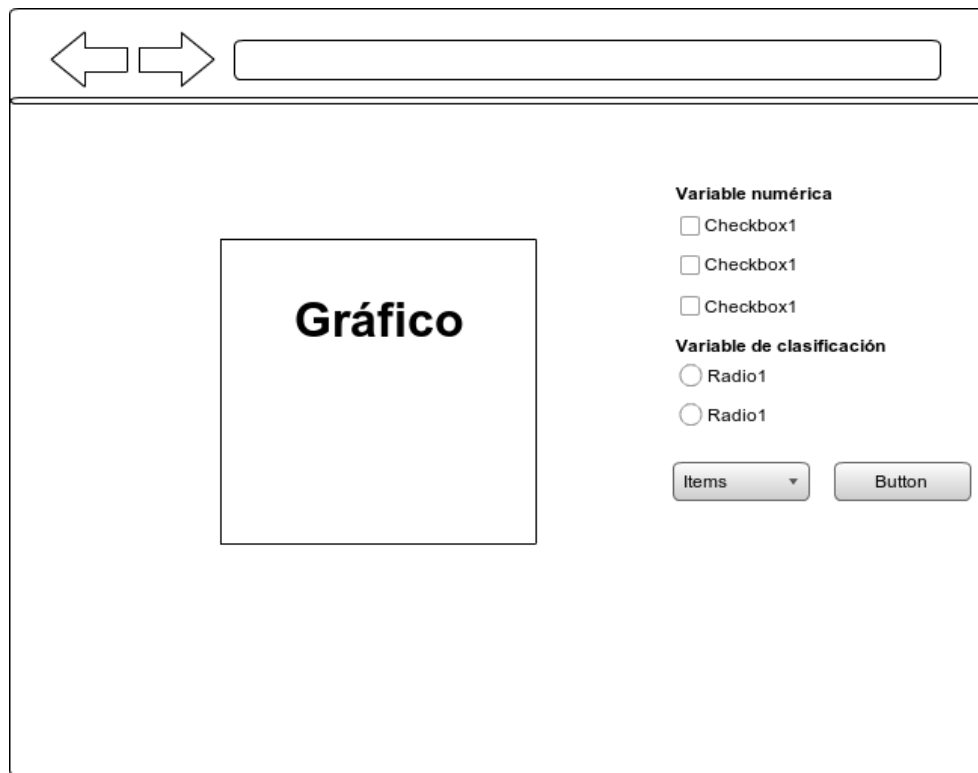 Variable numérica
Checkbox1
Checkbox1
Checkbox1
Gráfico
Variable de clasificación
Radio1
Radio1
Items
Button